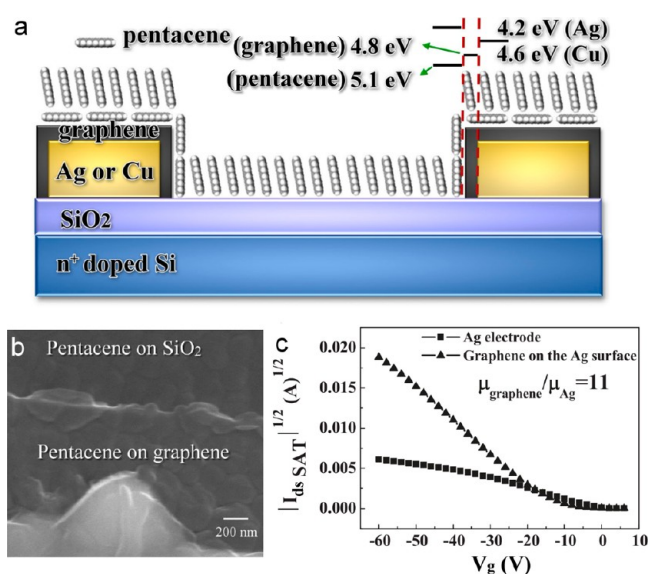 a
pentacene
(graphene) 4.8 eV
(pentacene) 5.1 eV
4.2 eV (Ag)
4.6 eV (Cu)
graphene
Ag or Cu
SiO₂
n⁺ doped Si
b
Pentacene on SiO₂
Pentacene on graphene
200 nm
c
Ag electrode
Graphene on the Ag surface
μgraphene/μAg=11
|Ids SAT|^1/2 (A)^1/2
0.020
0.015
0.010
0.005
0.000
-60 -50 -40 -30 -20 -10 0 10
Vg (V)